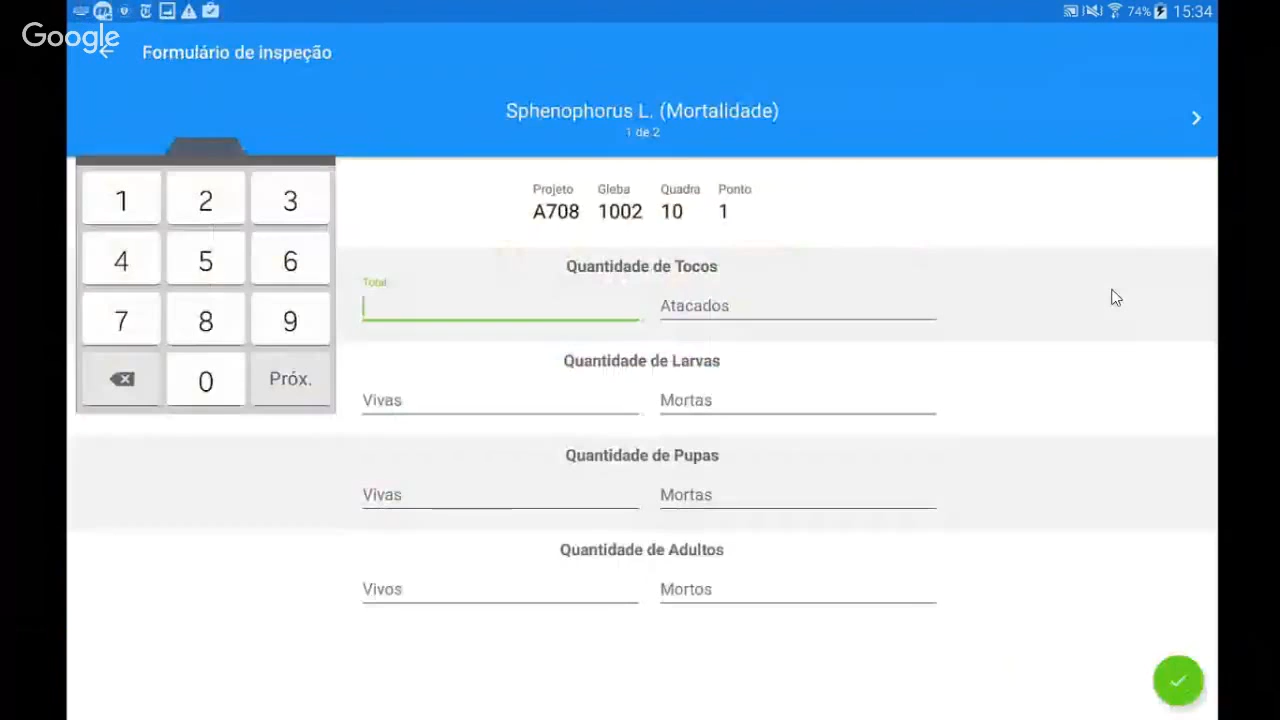 74% 15:34
Google
Formulário de inspeção
Sphenophorus L. (Mortalidade)
1 de 2
1 2 3
4 5 6
7 8 9
0 Próx.
Projeto Gleba Quadra Ponto
A708 1002 10 1
Quantidade de Tocos
Total
Atacados
Quantidade de Larvas
Vivas Mortas
Quantidade de Pupas
Vivas Mortas
Quantidade de Adultos
Vivos Mortos